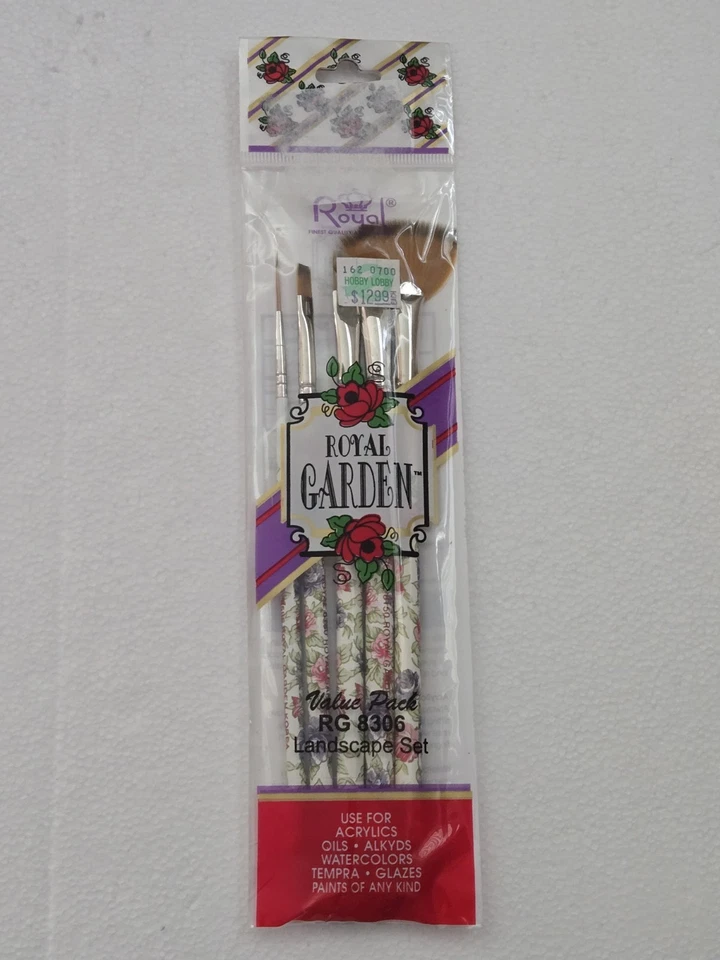 Royal®
162 0700
HOBBY LOBBY
$12.99
ROYAL
GARDEN™
Value Pack
RG 8306
Landscape Set
USE FOR
ACRYLICS
OILS • ALKYDS
WATERCOLORS
TEMPRA • GLAZES
PAINTS OF ANY KIND